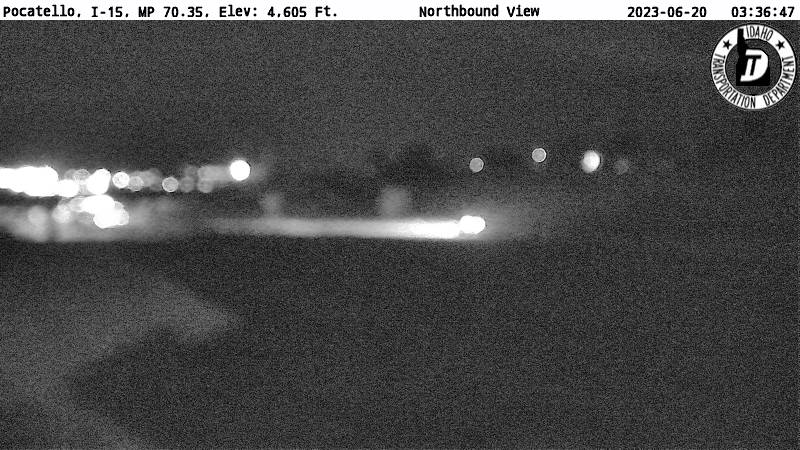 Pocatello, I-15, MP 70.35, Elev: 4,605 Ft. Northbound View 2023-06-20 03:36:47
IDAHO
TRANSPORTATION DEPARTMENT